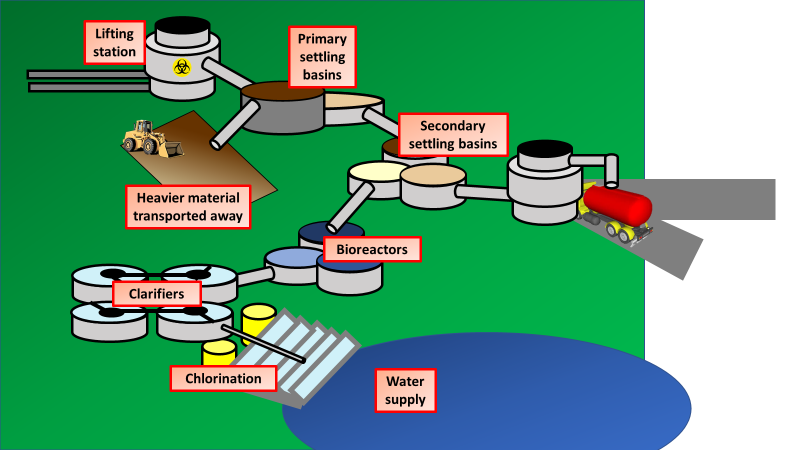 Lifting
station
Primary
settling
basins
Secondary
settling basins
Heavier material
transported away
Bioreactors
Clarifiers
Chlorination
Water
supply